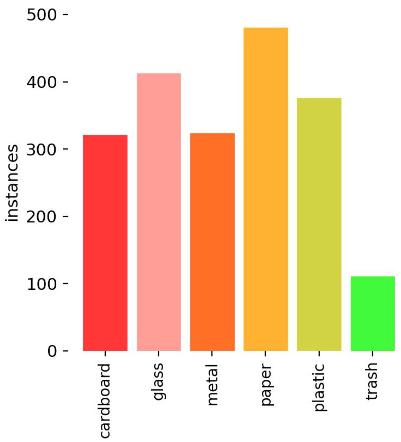 500
400
300
200
100
0
instances
cardboard
glass
metal
paper
plastic
trash